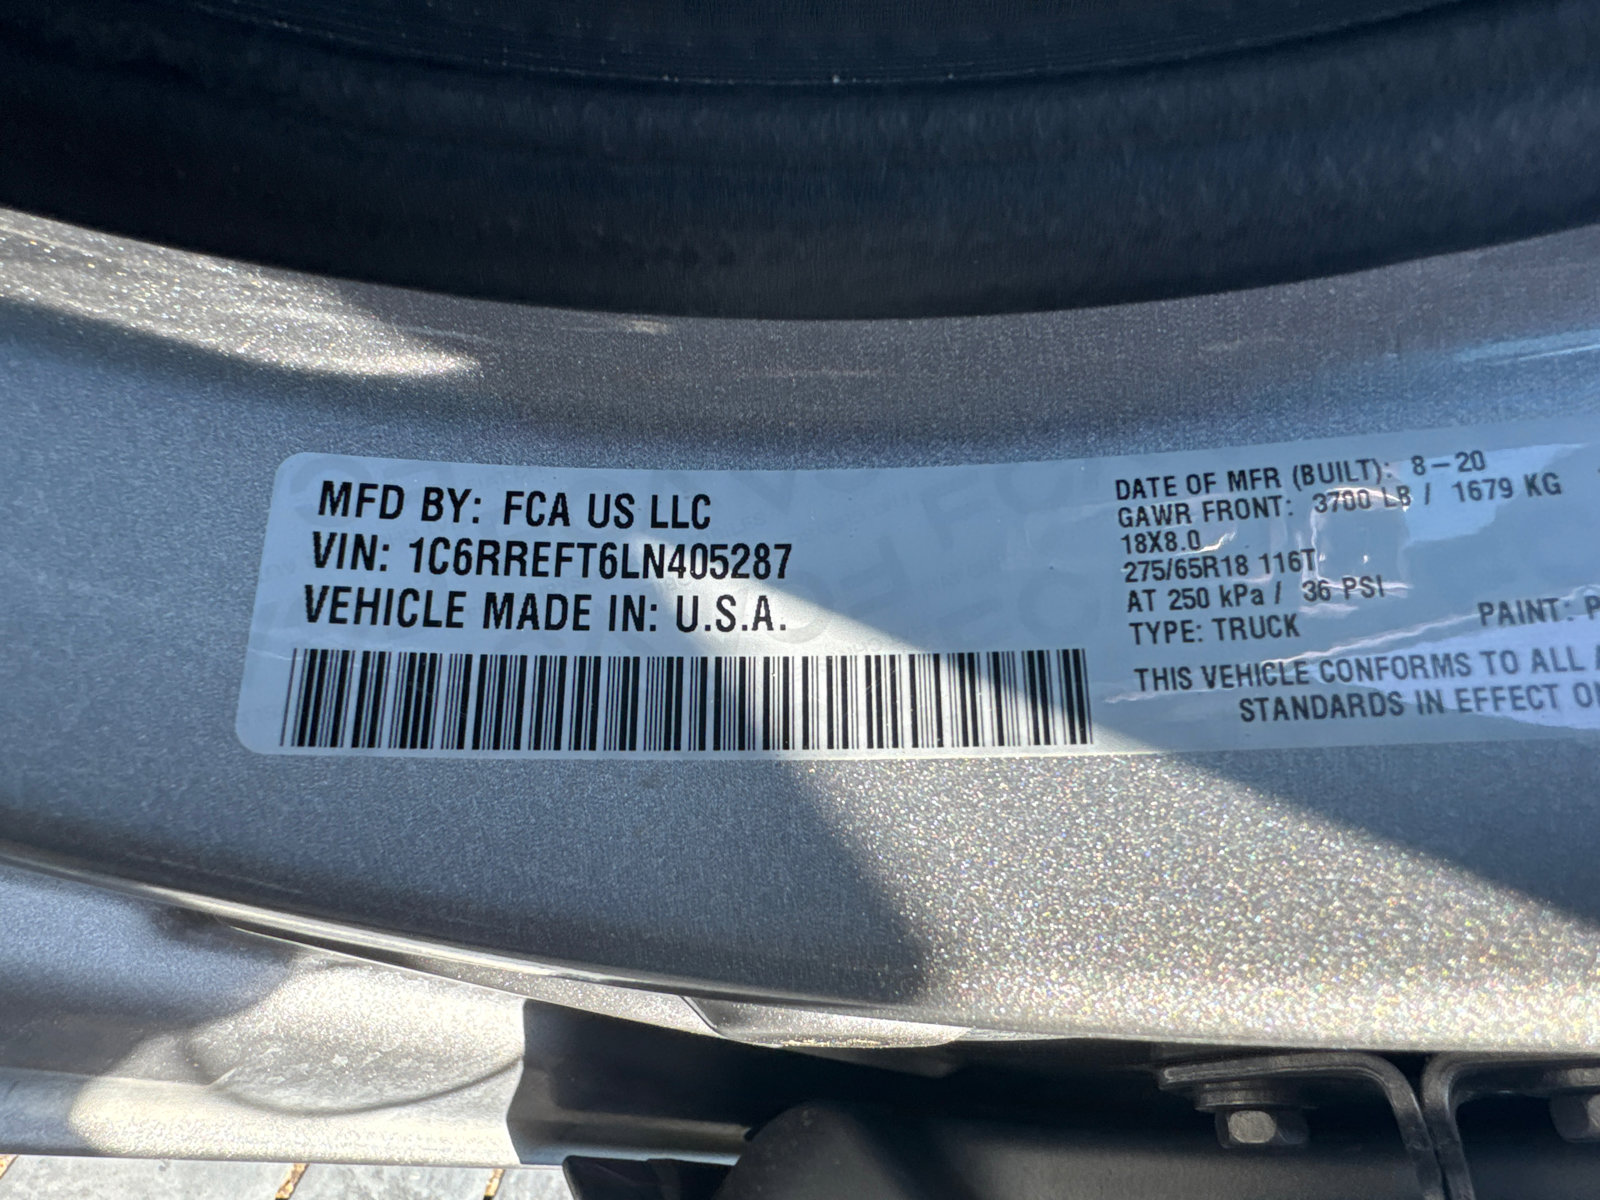 MFD BY: FCA US LLC
VIN: 1C6RREFT6LN405287
VEHICLE MADE IN: U.S.A.
DATE OF MFR (BUILT): 8-20
GAWR FRONT: 3700 LB / 1679 KG
18X8.0
275/65R18 116T
AT 250 kPa / 36 PSI
TYPE: TRUCK
PAINT: P
THIS VEHICLE CONFORMS TO ALL
STANDARDS IN EFFECT